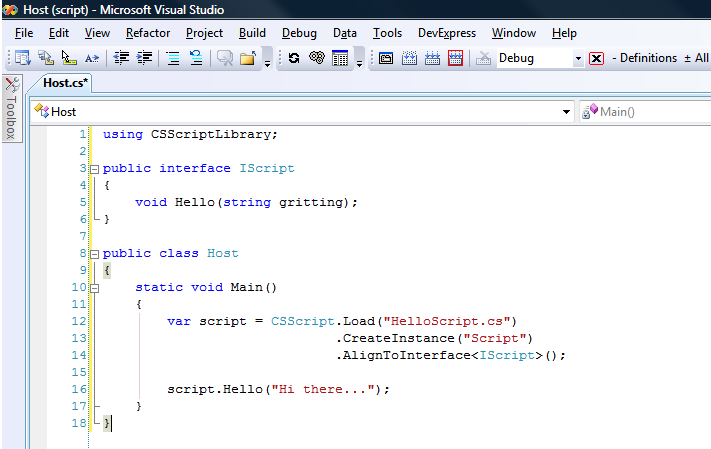 Host (script) - Microsoft Visual Studio
File Edit View Refactor Project Build Debug Data Tools DevExpress Window Help
Debug - Definitions ± All
Host.cs*
Toolbox
Host Main()
1 using CSScriptLibrary;
2
3 public interface IScript
4 {
5 void Hello(string gritting);
6 }
7
8 public class Host
9 {
10 static void Main()
11 {
12 var script = CSScript.Load("HelloScript.cs")
13 .CreateInstance("Script")
14 .AlignToInterface<IScript>();
15
16 script.Hello("Hi there...");
17 }
18 }